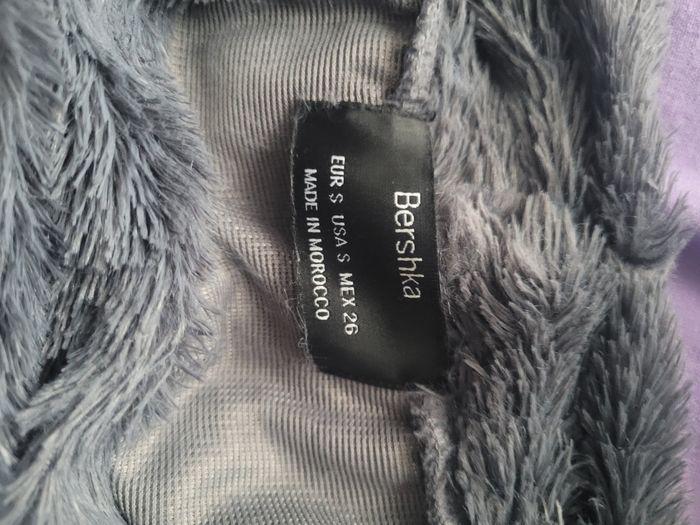 Bershka
EUR S USA S MEX 26
MADE IN MOROCCO